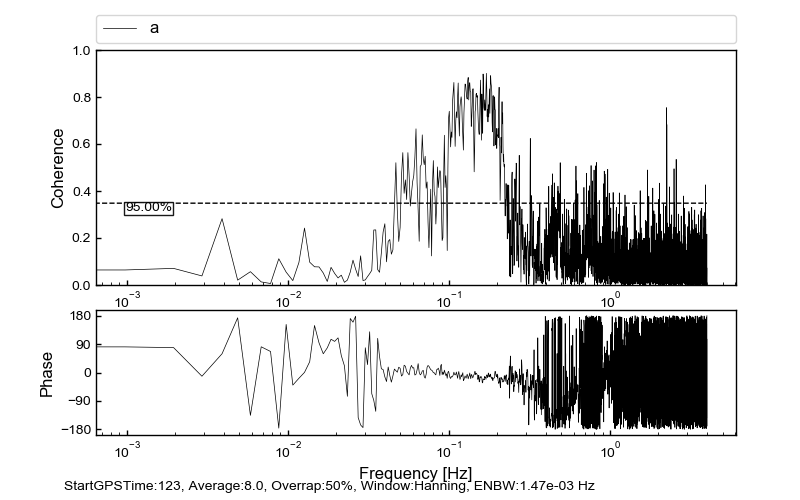 a
1.0
0.8
0.6
0.4
0.2
0.0
Coherence
95.00%
10⁻³ 10⁻² 10⁻¹ 10⁰
180
90
0
−90
−180
Phase
10⁻³ 10⁻² 10⁻¹ 10⁰
Frequency [Hz]
StartGPSTime:123, Average:8.0, Overrap:50%, Window:Hanning, ENBW:1.47e-03 Hz